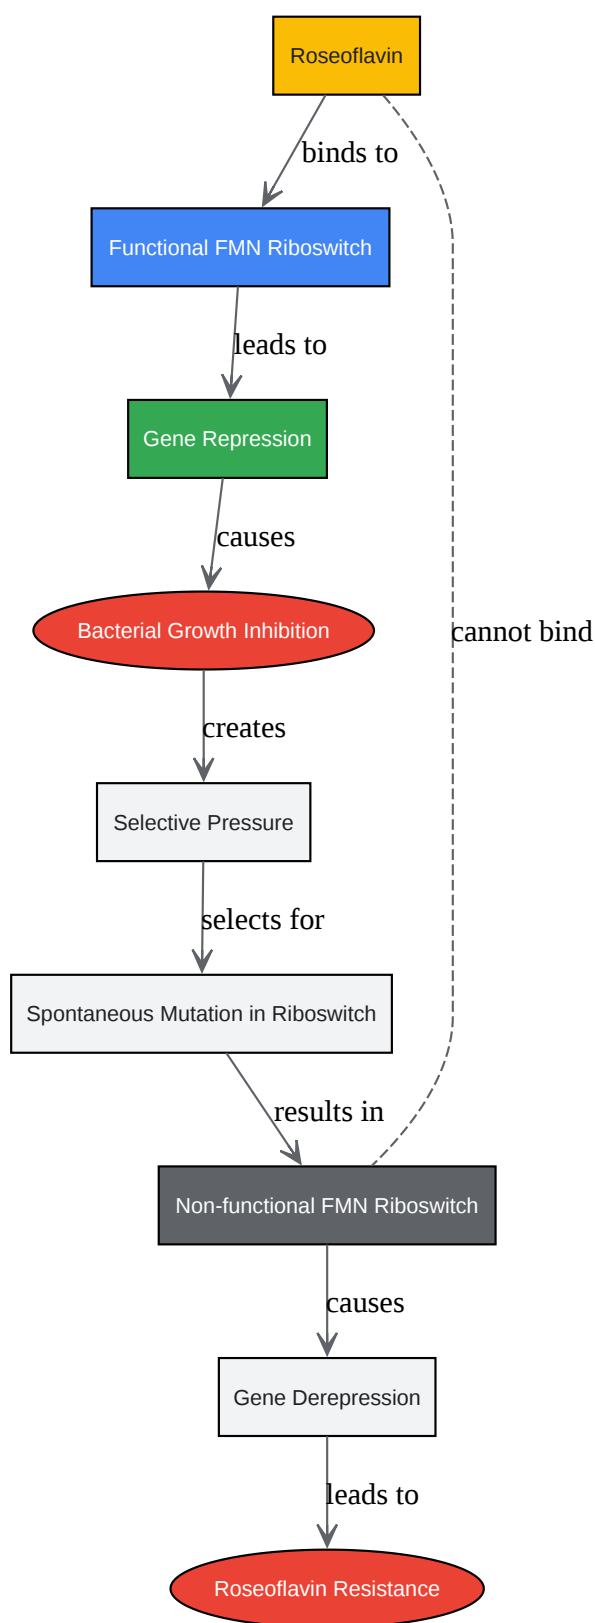 Roseoflavin
binds to
Functional FMN Riboswitch
leads to
Gene Repression
causes
Bacterial Growth Inhibition
cannot bind
creates
Selective Pressure
selects for
Spontaneous Mutation in Riboswitch
results in
Non-functional FMN Riboswitch
causes
Gene Derepression
leads to
Roseoflavin Resistance